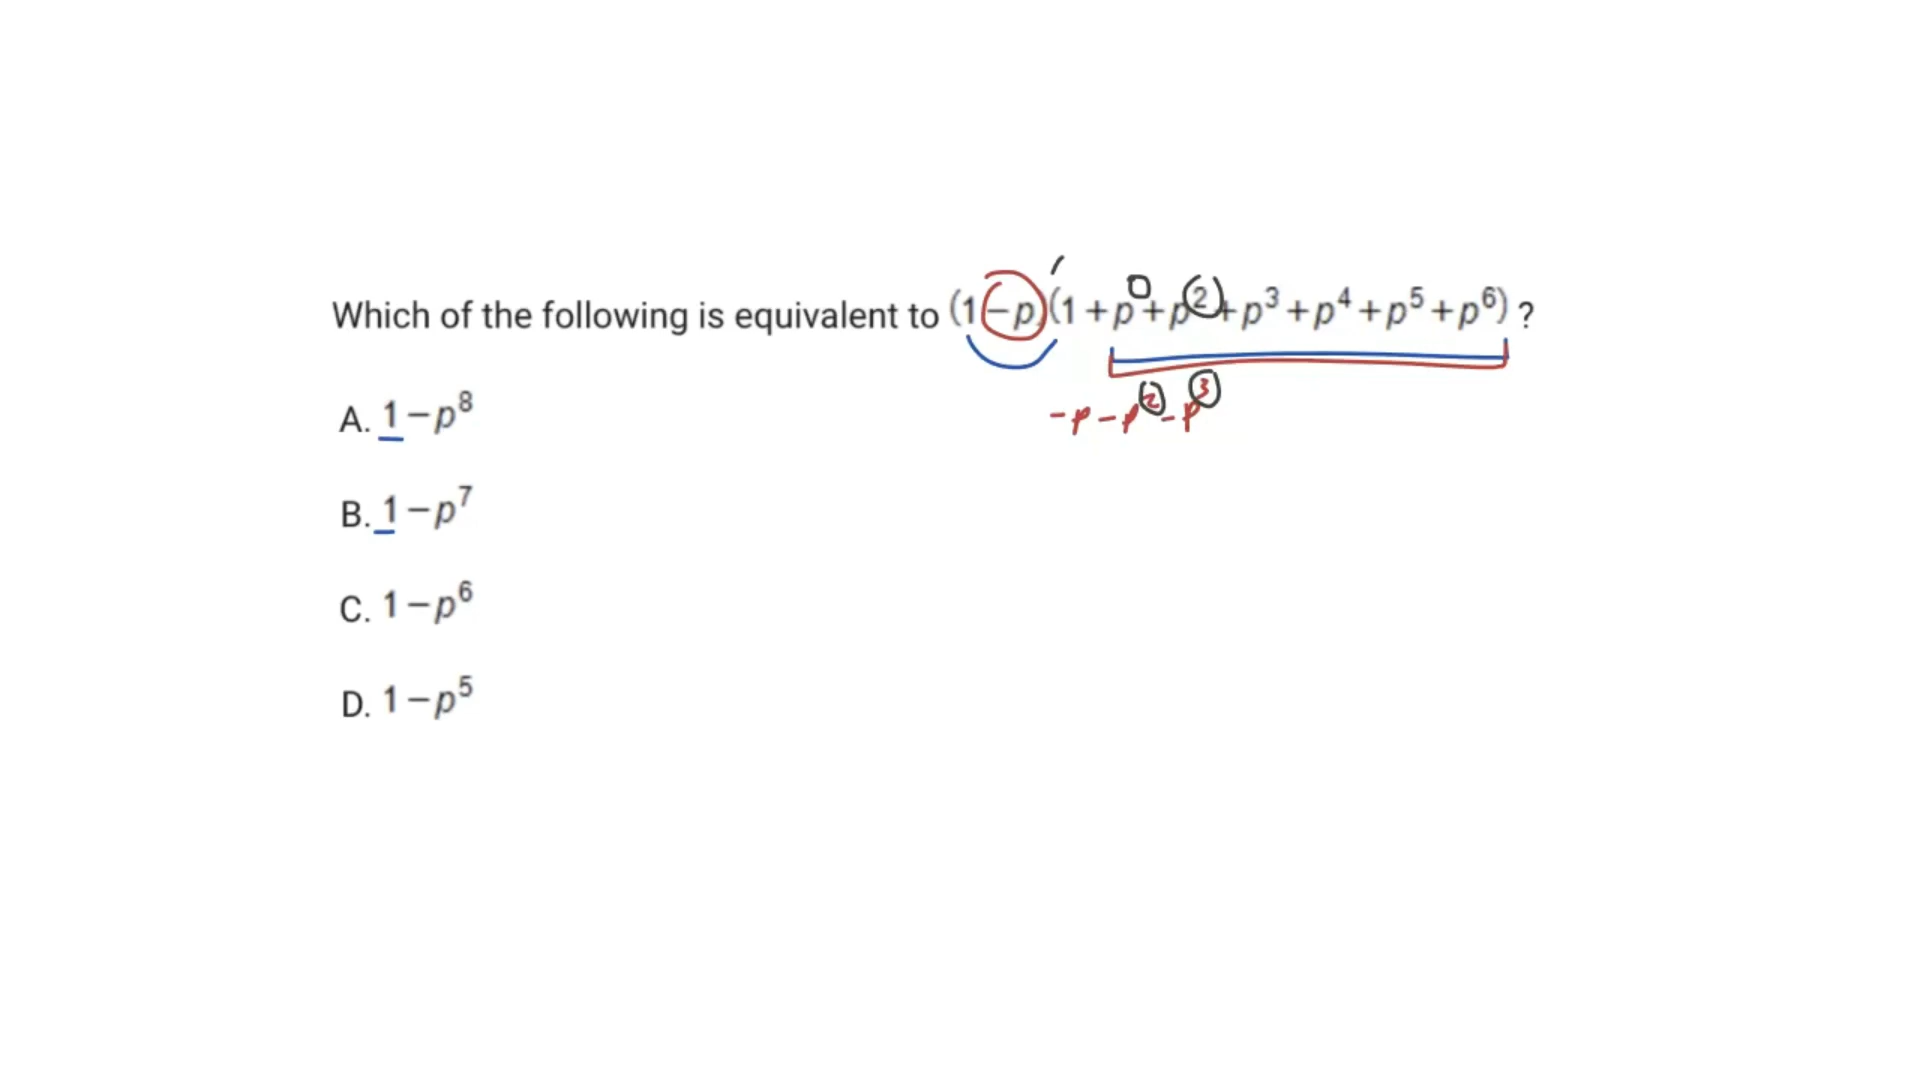 Which of the following is equivalent to (1−p)(1+p+p²+p³+p⁴+p⁵+p⁶)?
−p−p²−p³
A. 1−p⁸
B. 1−p⁷
C. 1−p⁶
D. 1−p⁵